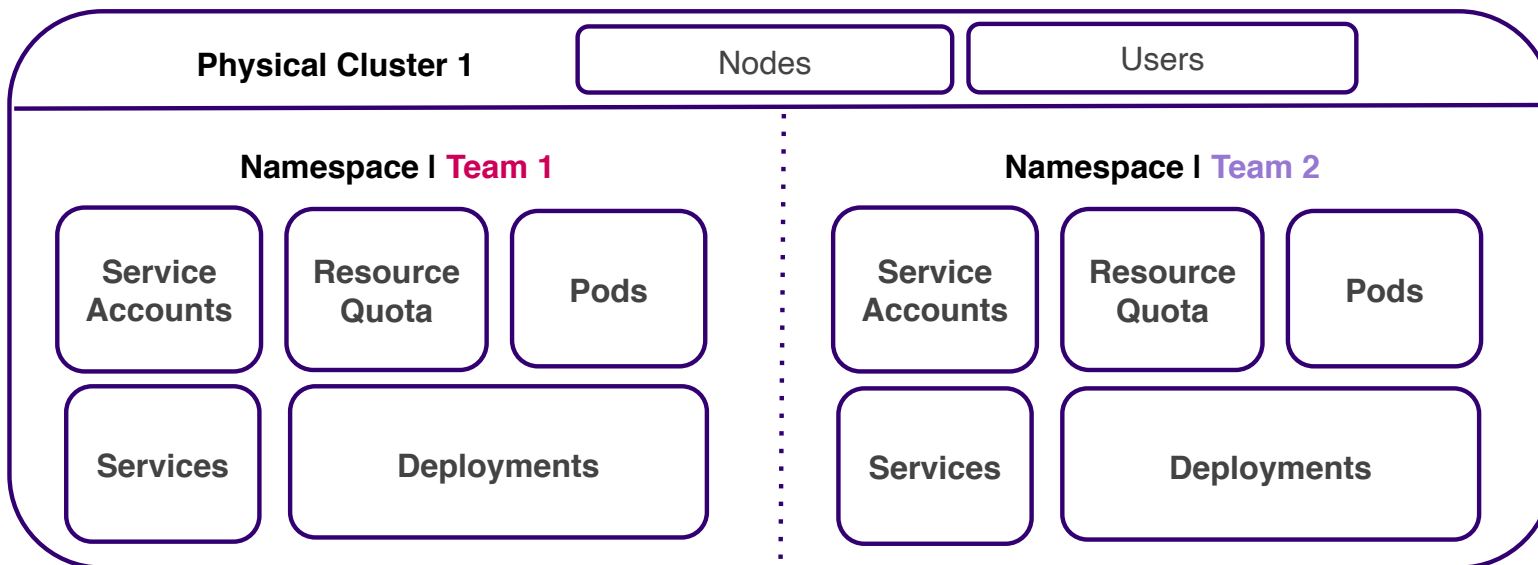 Physical Cluster 1
Nodes
Users
Namespace | Team 1
Service
Accounts
Resource
Quota
Pods
Services
Deployments
Namespace | Team 2
Service
Accounts
Resource
Quota
Pods
Services
Deployments